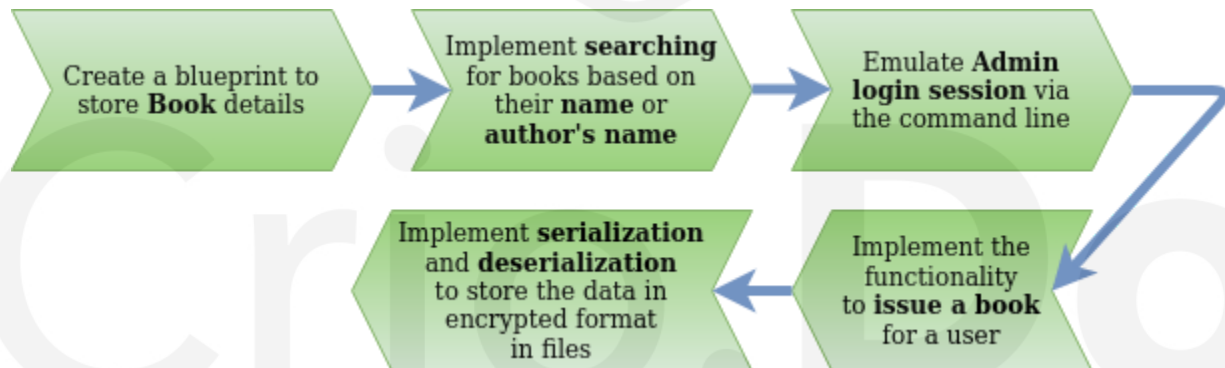 Create a blueprint to
store Book details
Implement searching
for books based on
their name or
author's name
Emulate Admin
login session via
the command line
Implement the
functionality
to issue a book
for a user
Implement serialization
and deserialization
to store the data in
encrypted format
in files
Crio.Do